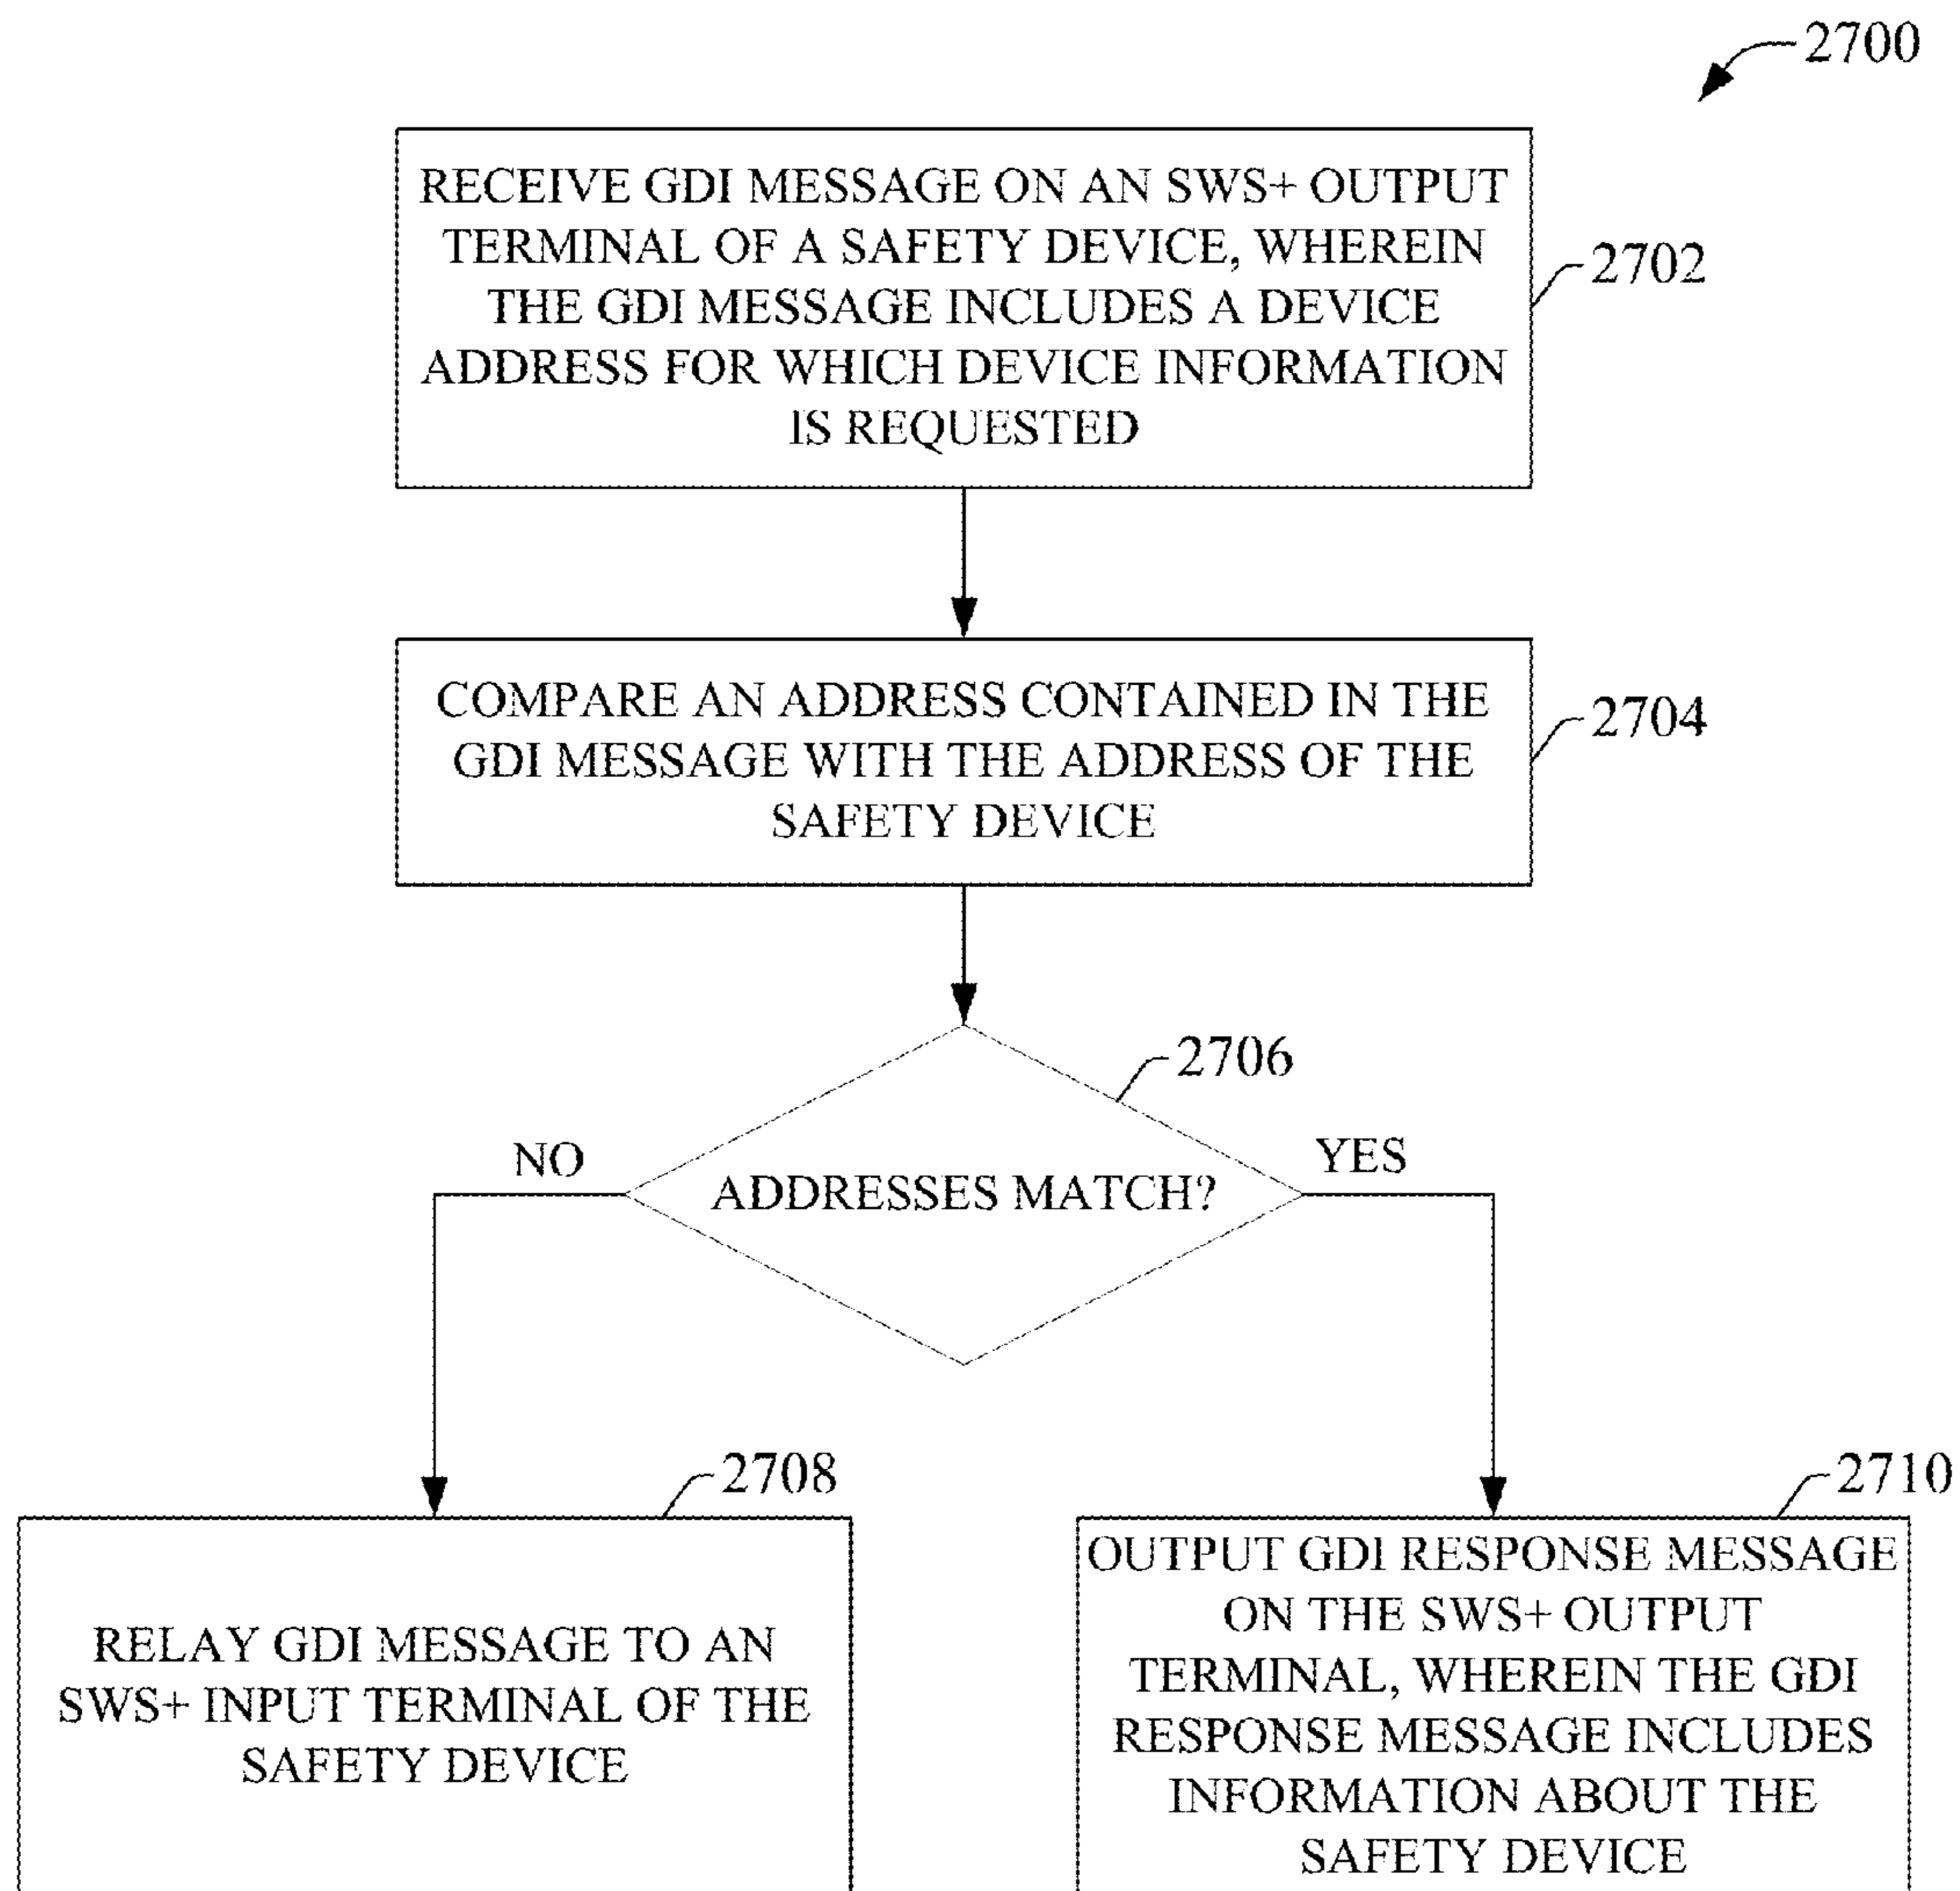 2700
RECEIVE GDI MESSAGE ON AN SWS+ OUTPUT
TERMINAL OF A SAFETY DEVICE, WHEREIN
THE GDI MESSAGE INCLUDES A DEVICE
ADDRESS FOR WHICH DEVICE INFORMATION
IS REQUESTED
2702
COMPARE AN ADDRESS CONTAINED IN THE
GDI MESSAGE WITH THE ADDRESS OF THE
SAFETY DEVICE
2704
2706
NO
ADDRESSES MATCH?
YES
2708
RELAY GDI MESSAGE TO AN
SWS+ INPUT TERMINAL OF THE
SAFETY DEVICE
2710
OUTPUT GDI RESPONSE MESSAGE
ON THE SWS+ OUTPUT
TERMINAL, WHEREIN THE GDI
RESPONSE MESSAGE INCLUDES
INFORMATION ABOUT THE
SAFETY DEVICE